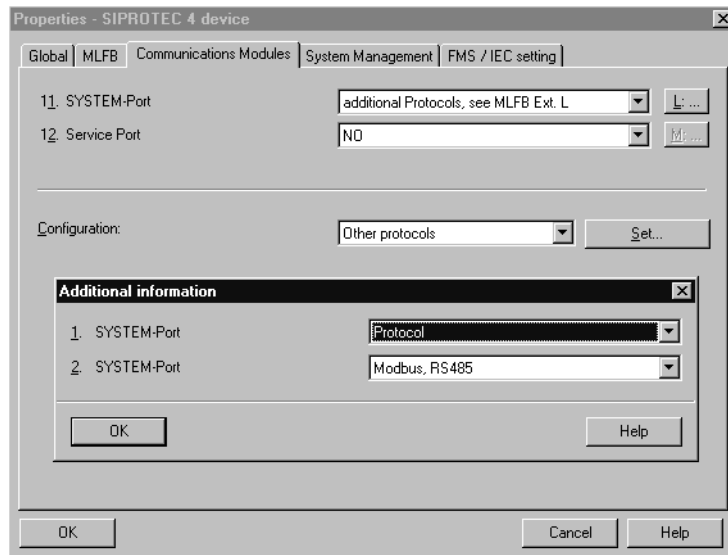 Properties - SIPROTEC 4 device
Global MLFB Communications Modules System Management FMS / IEC setting
11. SYSTEM-Port additional Protocols, see MLFB Ext. L L: ...
12. Service Port NO M: ...
Configuration: Other protocols Set...
Additional information
1. SYSTEM-Port Protocol
2. SYSTEM-Port Modbus, RS485
OK Help
OK Cancel Help